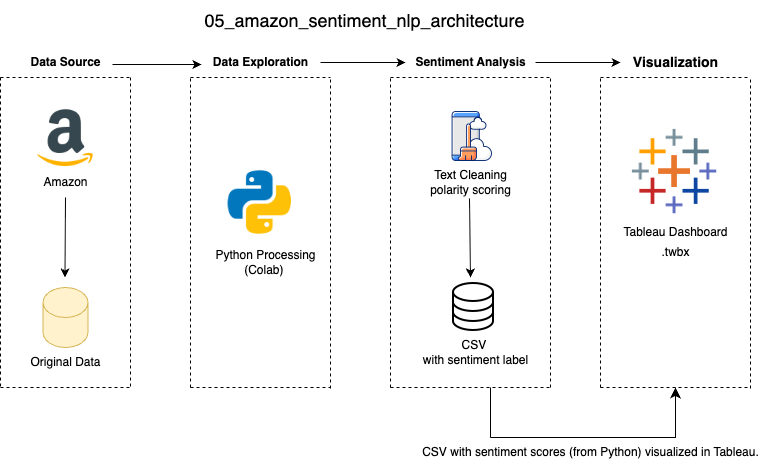 05_amazon_sentiment_nlp_architecture
Data Source
Data Exploration
Sentiment Analysis
Visualization
a
Amazon
Original Data
Python Processing
(Colab)
Text Cleaning
polarity scoring
CSV
with sentiment label
Tableau Dashboard
.twbx
CSV with sentiment scores (from Python) visualized in Tableau.